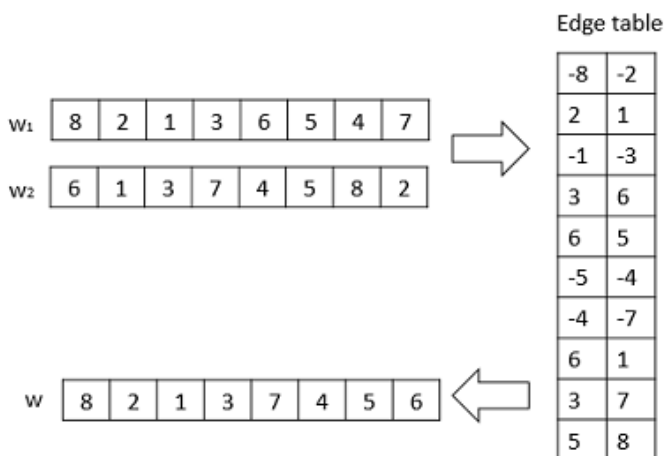 Edge table
w1 8 2 1 3 6 5 4 7
w2 6 1 3 7 4 5 8 2
w 8 2 1 3 7 4 5 6
-8 -2
2 1
-1 -3
3 6
6 5
-5 -4
-4 -7
6 1
3 7
5 8